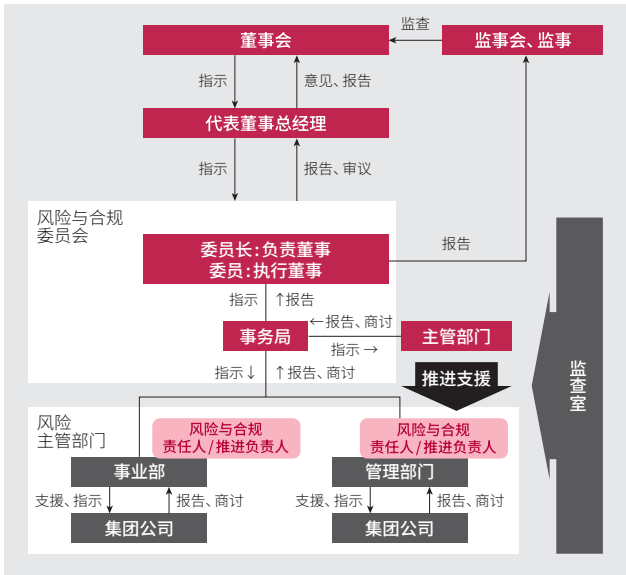 监查
董事会
监事会、监事
指示
意见、报告
代表董事总经理
指示
报告、审议
风险与合规
委员会
委员长:负责董事
委员:执行董事
报告
指示 ↑报告
←报告、商讨
事务局
主管部门
指示→
指示↓ ↑报告、商讨
推进支援
监查室
风险
主管部门
风险与合规
责任人/推进负责人
风险与合规
责任人/推进负责人
事业部
管理部门
支援、指示
报告、商讨
支援、指示
报告、商讨
集团公司
集团公司